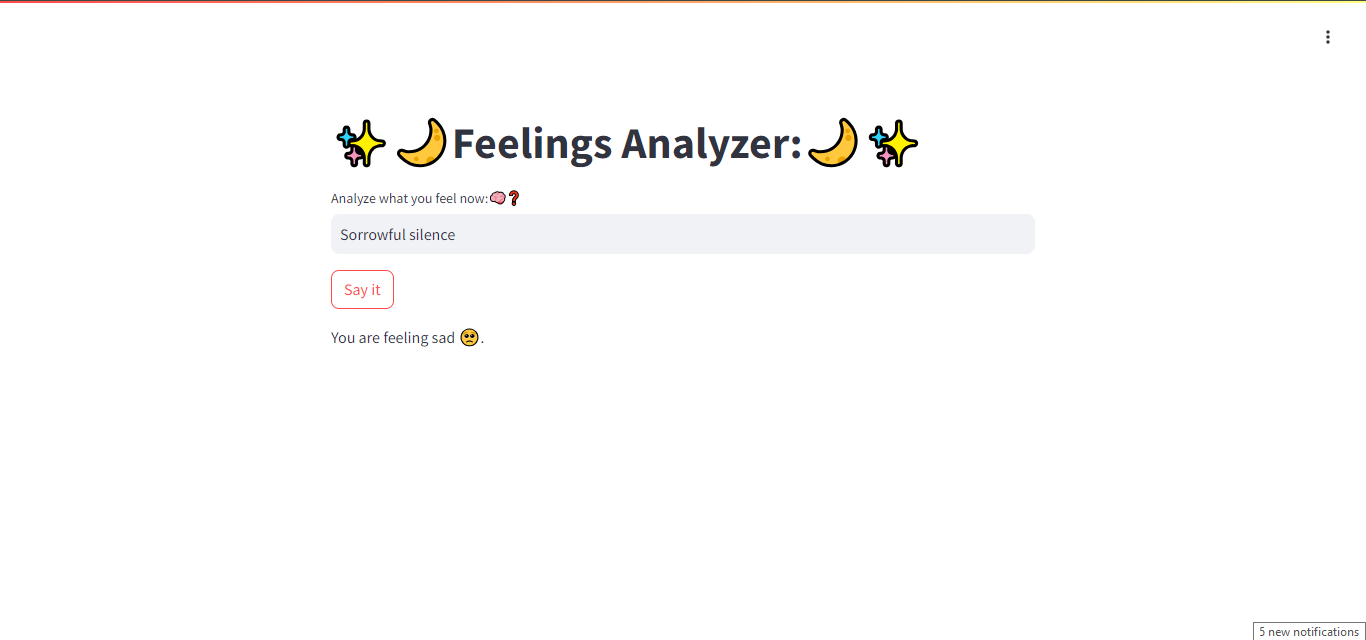 ✨🌙Feelings Analyzer:🌙✨
Analyze what you feel now:🧠❓
Sorrowful silence
Say it
You are feeling sad 🥺.
5 new notifications